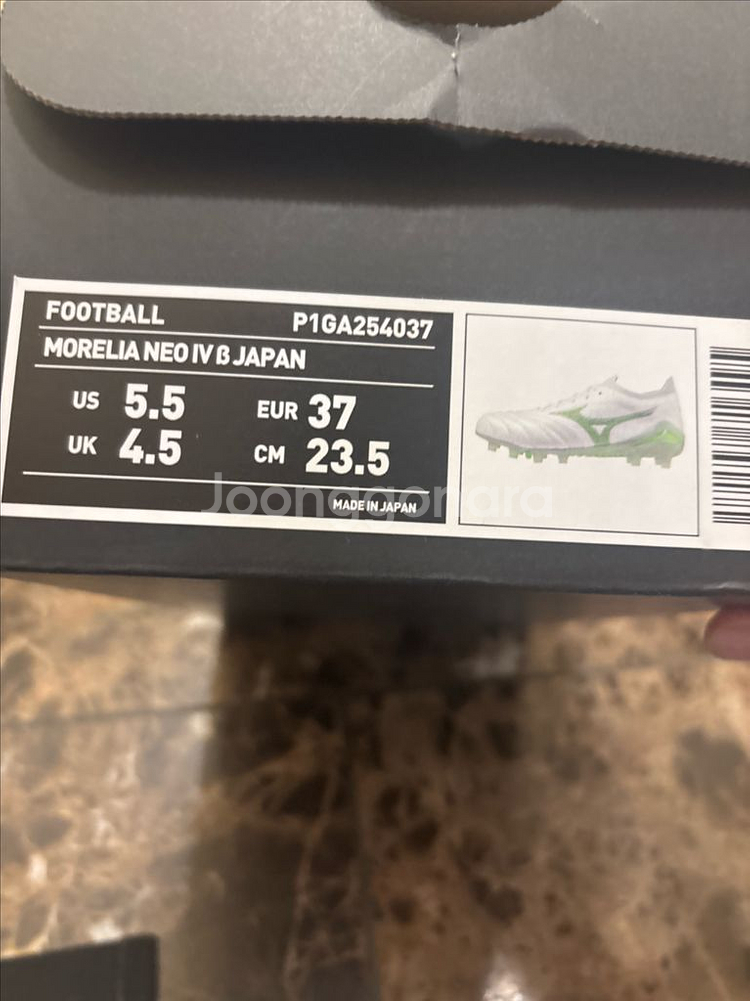 FOOTBALL P1GA254037
MORELIA NEO IV β JAPAN
US 5.5 EUR 37
UK 4.5 CM 23.5
MADE IN JAPAN
Joonggonara